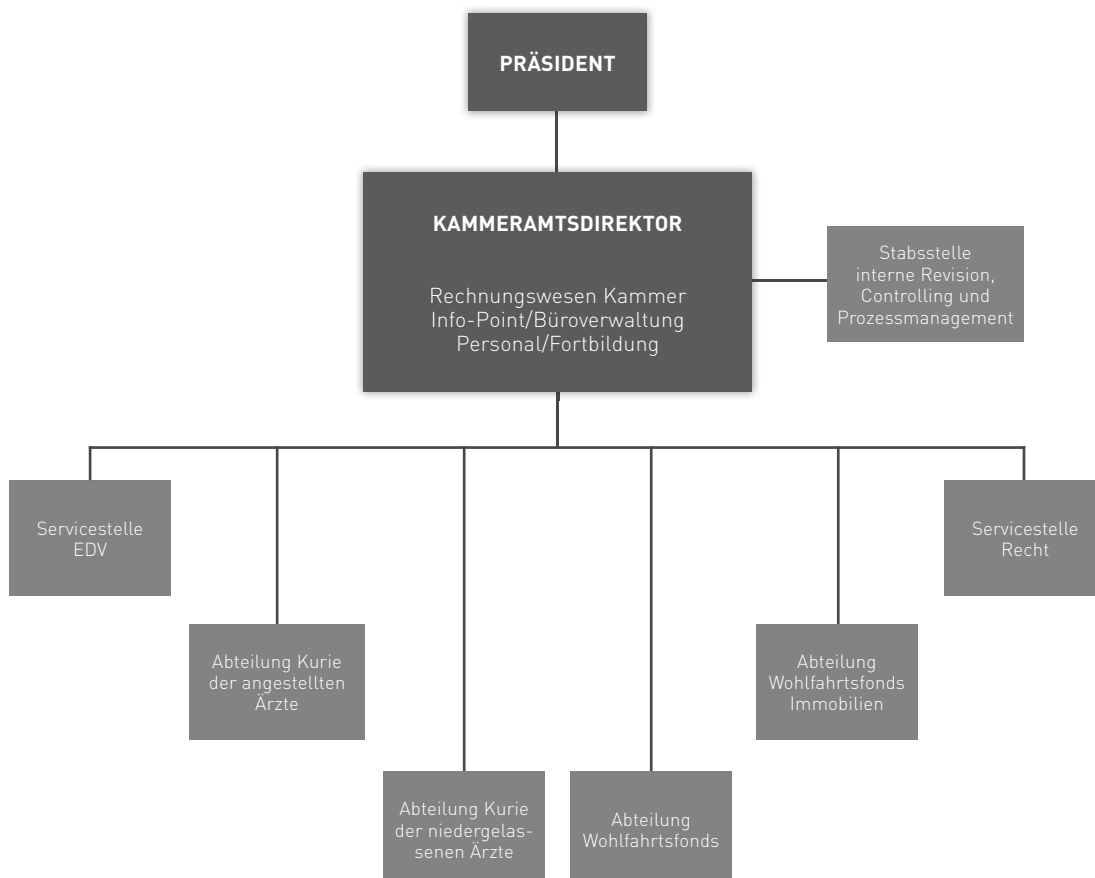 PRÄSIDENT
KAMMERAMTSDIREKTOR
Rechnungswesen Kammer
Info-Point/Büroverwaltung
Personal/Fortbildung
Stabsstelle
interne Revision,
Controlling und
Prozessmanagement
Servicestelle
EDV
Abteilung Kurie
der angestellten
Ärzte
Abteilung Kurie
der niedergelas-
senen Ärzte
Abteilung
Wohlfahrtsfonds
Abteilung
Wohlfahrtsfonds
Immobilien
Servicestelle
Recht